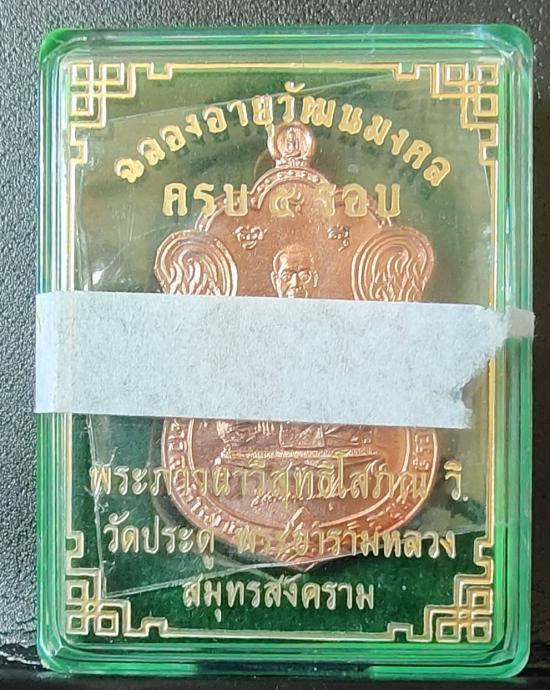 ฉลองอายุวัฒนมงคล
ครบ ๕ รอบ
พระภาวนาวิสุทธิโสภณ วิ.
วัดประดู่ พระอารามหลวง
สมุทรสงคราม